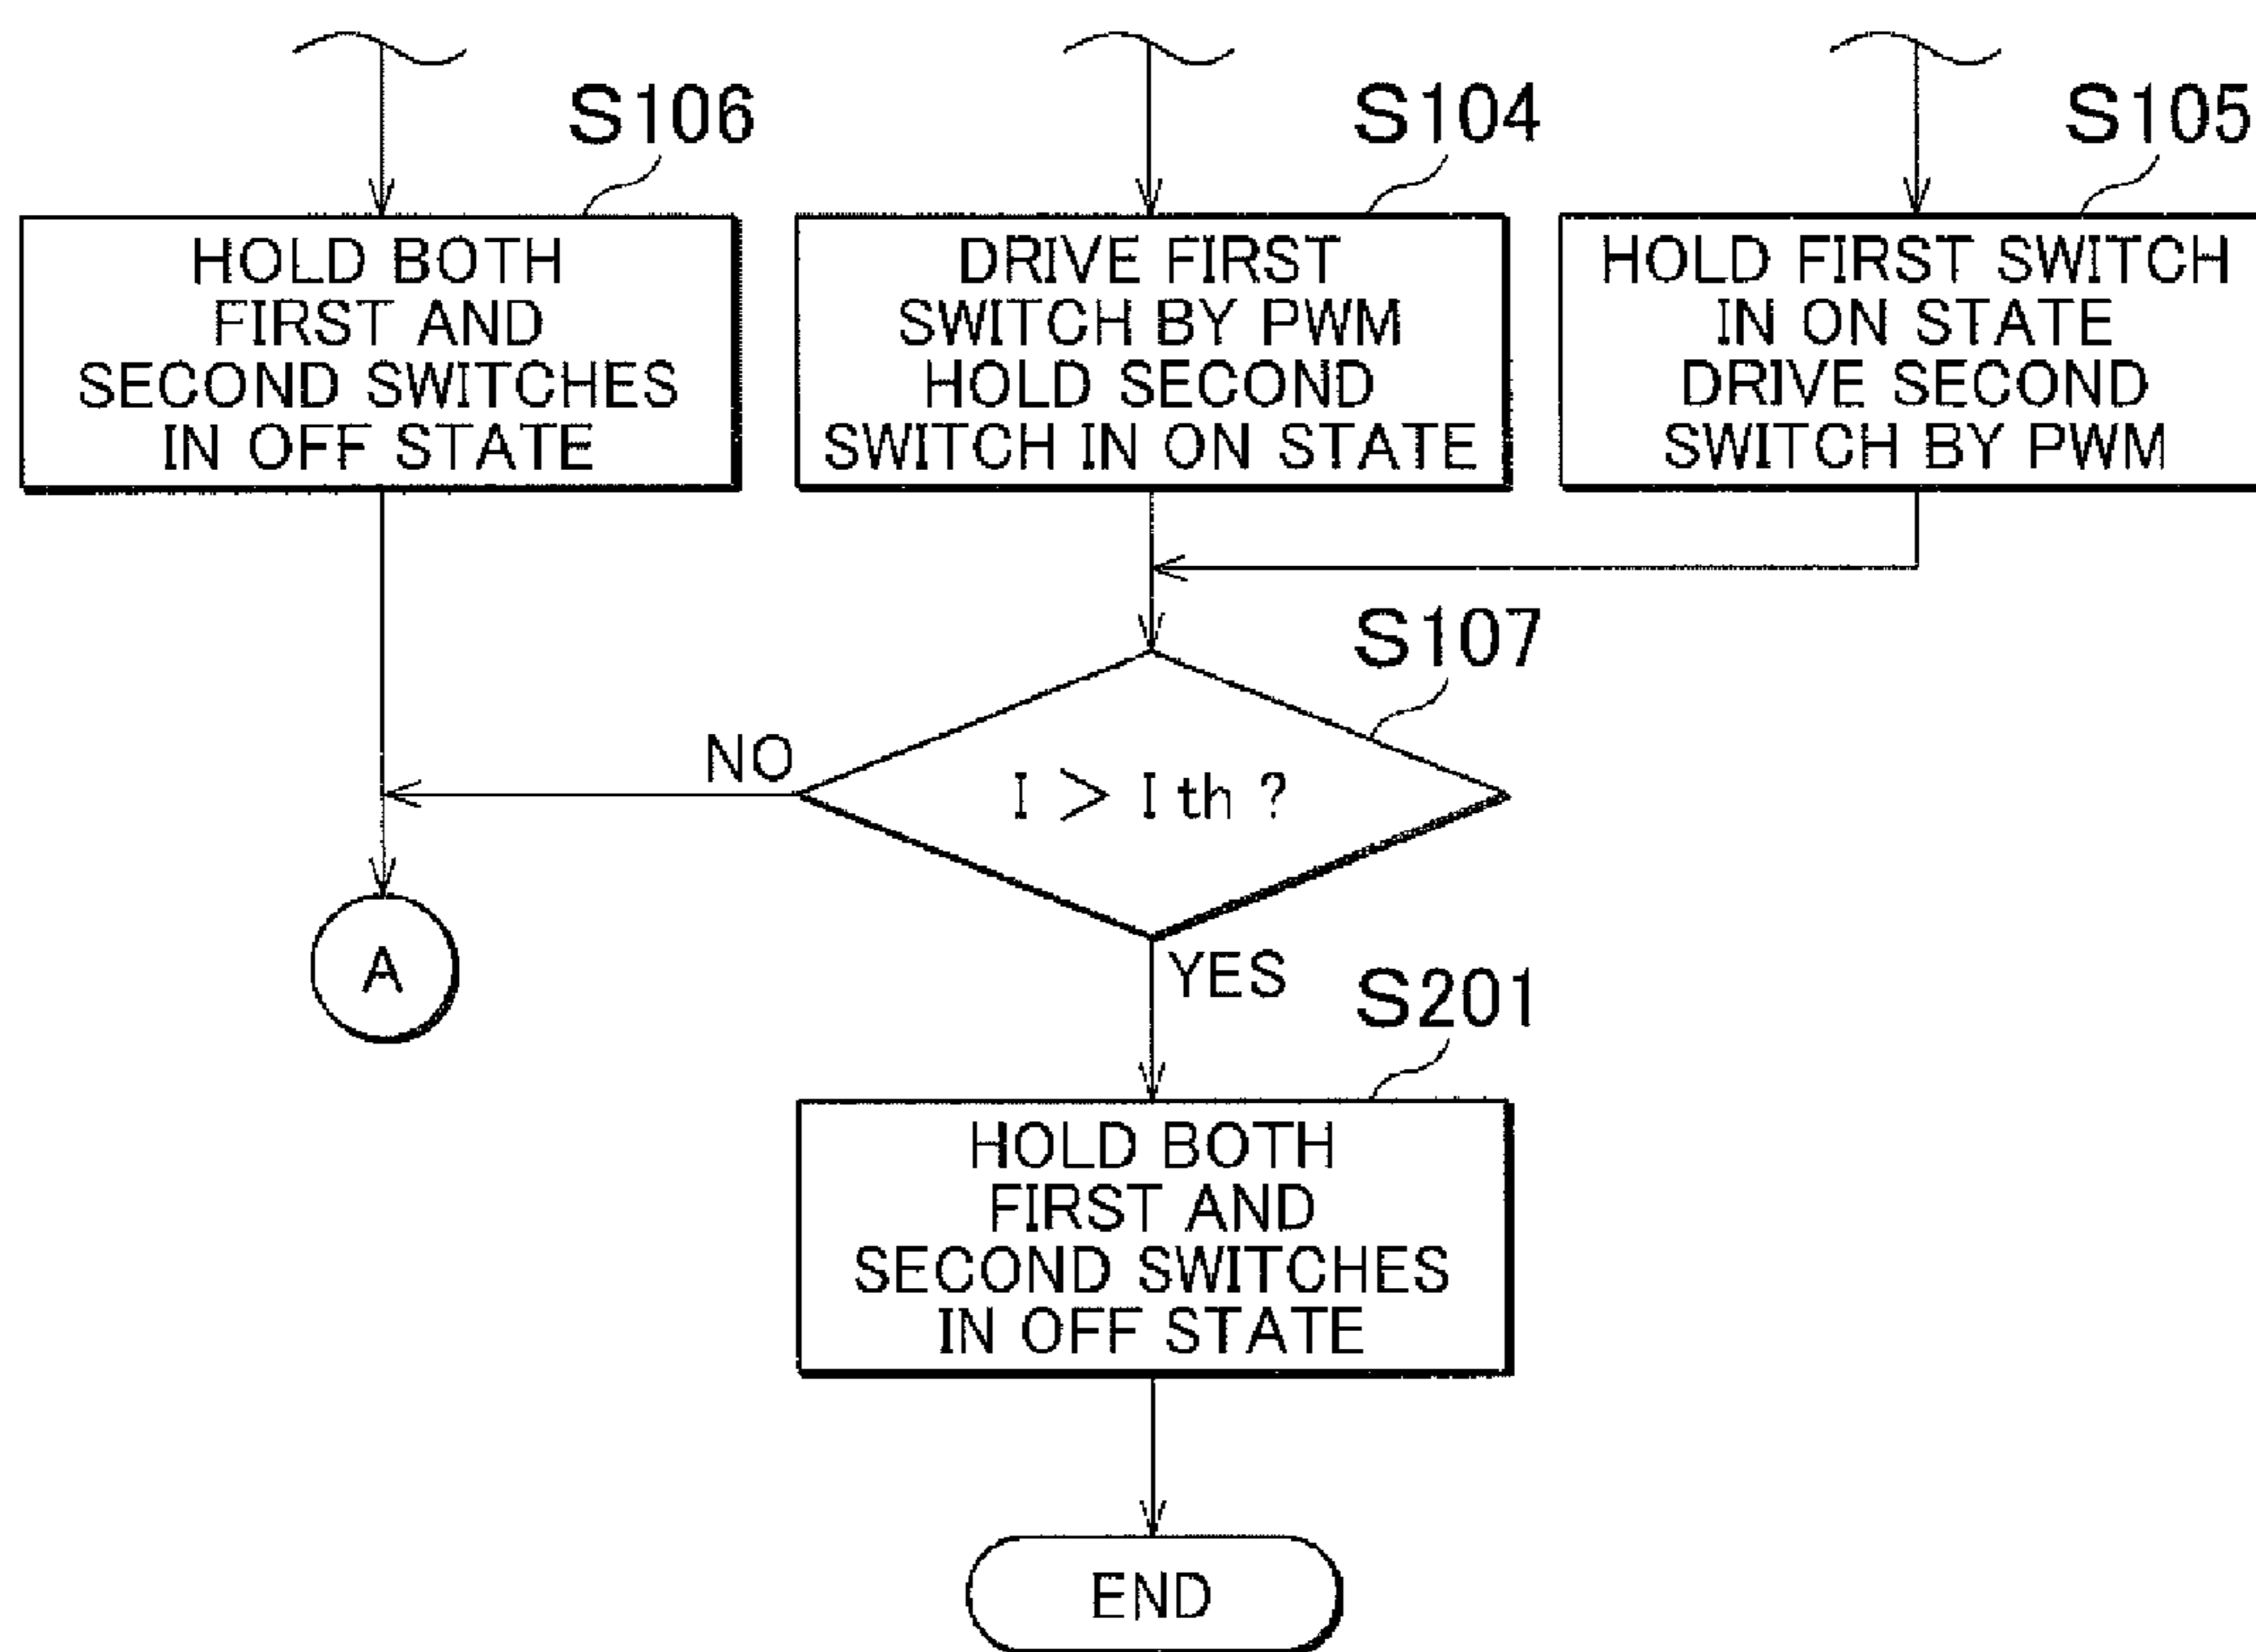 S106
HOLD BOTH
FIRST AND
SECOND SWITCHES
IN OFF STATE
S104
DRIVE FIRST
SWITCH BY PWM
HOLD SECOND
SWITCH IN ON STATE
S105
HOLD FIRST SWITCH
IN ON STATE
DRIVE SECOND
SWITCH BY PWM
S107
I > I th ?
NO
A
YES
S201
HOLD BOTH
FIRST AND
SECOND SWITCHES
IN OFF STATE
END